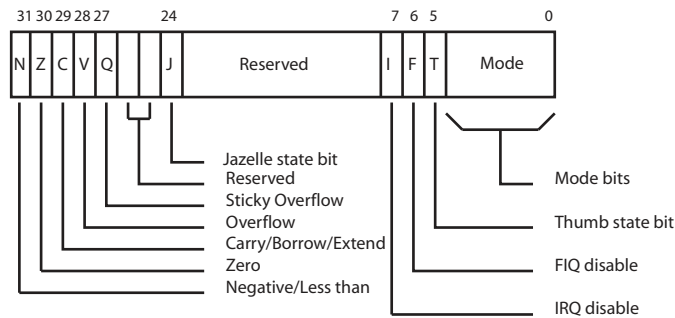 31 30 29 28 27 24 7 6 5 0
N Z C V Q J Reserved I F T Mode
Jazelle state bit
Reserved Mode bits
Sticky Overflow
Overflow Thumb state bit
Carry/Borrow/Extend
Zero FIQ disable
Negative/Less than
IRQ disable